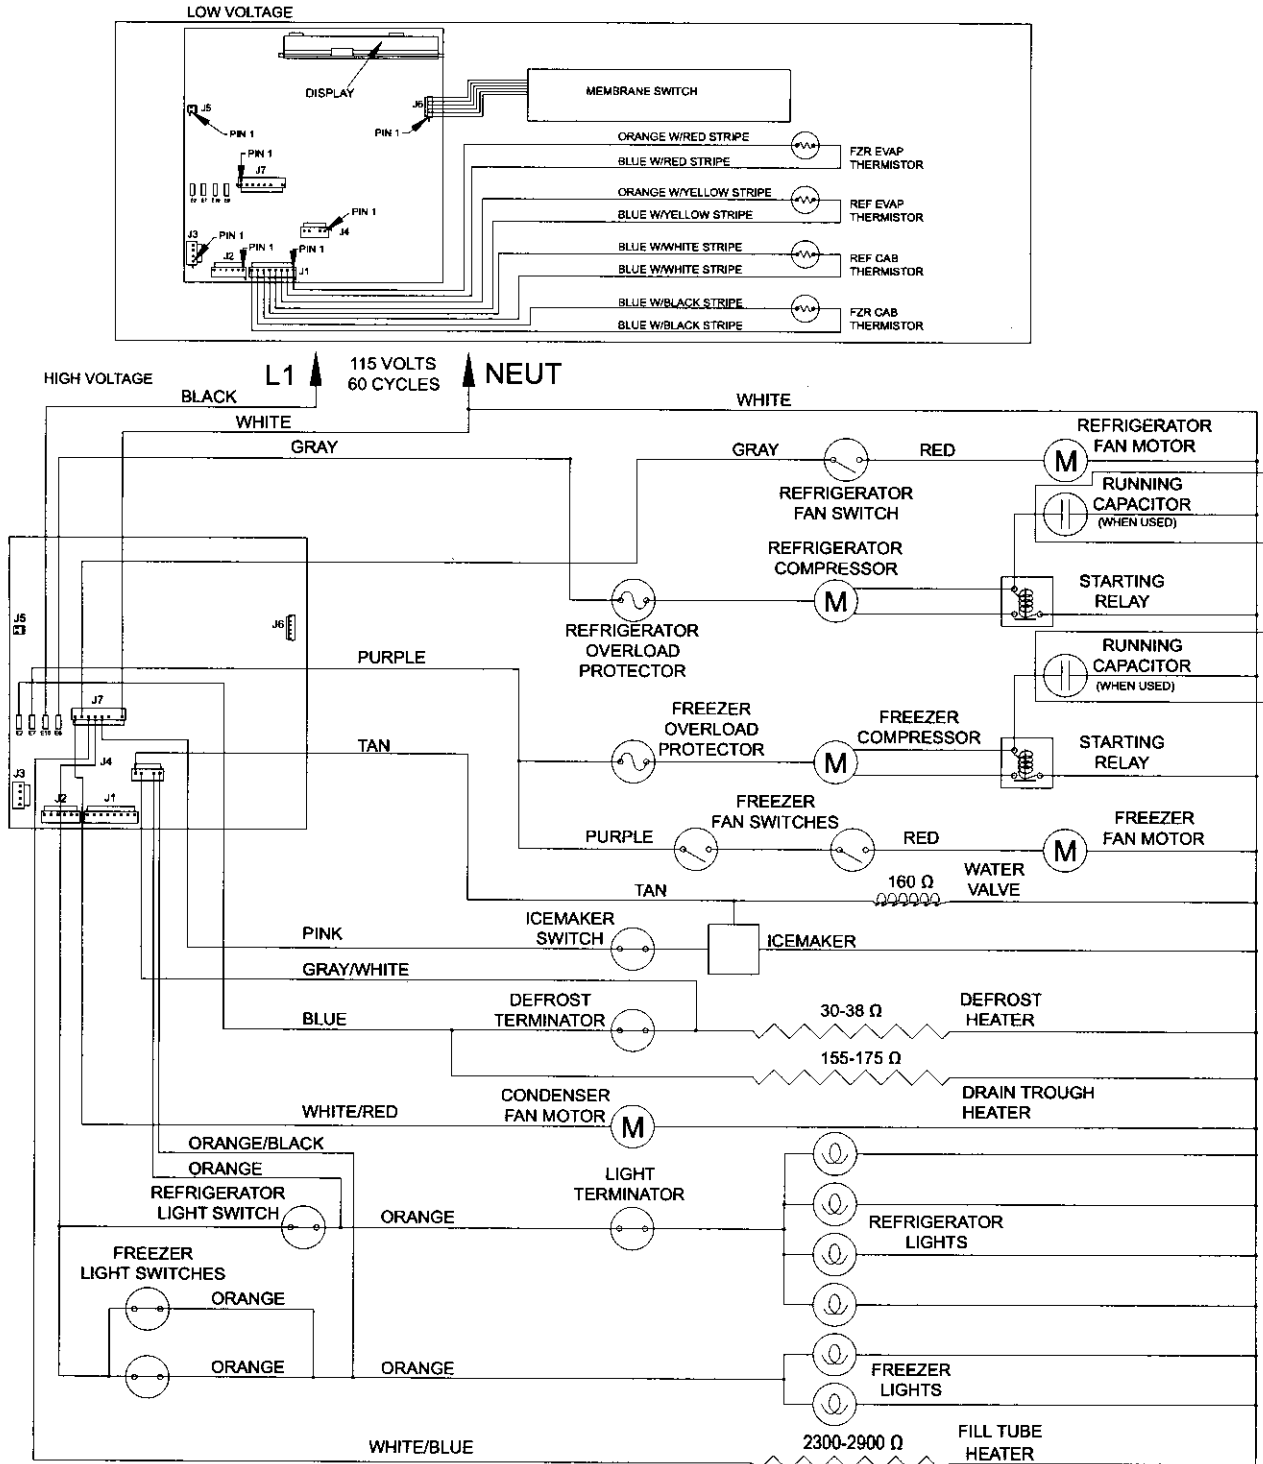 LOW VOLTAGE
DISPLAY
J6
MEMBRANE SWITCH
J5
PIN 1
PIN 1
PIN 1
J7
ORANGE W/RED STRIPE
FZR EVAP
THERMISTOR
BLUE W/RED STRIPE
ORANGE W/YELLOW STRIPE
REF EVAP
THERMISTOR
BLUE W/YELLOW STRIPE
PIN 1
J4
J3
PIN 1
J2
PIN 1
PIN 1
J1
BLUE W/WHITE STRIPE
REF CAB
THERMISTOR
BLUE W/WHITE STRIPE
BLUE W/BLACK STRIPE
FZR CAB
THERMISTOR
BLUE W/BLACK STRIPE
HIGH VOLTAGE
L1
115 VOLTS
60 CYCLES
NEUT
BLACK
WHITE
WHITE
GRAY
GRAY
RED
REFRIGERATOR
FAN MOTOR
M
REFRIGERATOR
FAN SWITCH
RUNNING
CAPACITOR
(WHEN USED)
REFRIGERATOR
COMPRESSOR
M
STARTING
RELAY
REFRIGERATOR
OVERLOAD
PROTECTOR
J5
J6
PURPLE
RUNNING
CAPACITOR
(WHEN USED)
J7
FREEZER
OVERLOAD
PROTECTOR
FREEZER
COMPRESSOR
M
STARTING
RELAY
TAN
J4
J3
J2
J1
FREEZER
FAN SWITCHES
PURPLE
RED
FREEZER
FAN MOTOR
M
TAN
160 Ω
WATER
VALVE
PINK
ICEMAKER
SWITCH
ICEMAKER
GRAY/WHITE
BLUE
DEFROST
TERMINATOR
30-38 Ω
DEFROST
HEATER
155-175 Ω
DRAIN TROUGH
HEATER
WHITE/RED
CONDENSER
FAN MOTOR
M
ORANGE/BLACK
ORANGE
REFRIGERATOR
LIGHT SWITCH
ORANGE
LIGHT
TERMINATOR
REFRIGERATOR
LIGHTS
FREEZER
LIGHT SWITCHES
ORANGE
ORANGE
ORANGE
FREEZER
LIGHTS
WHITE/BLUE
2300-2900 Ω
FILL TUBE
HEATER